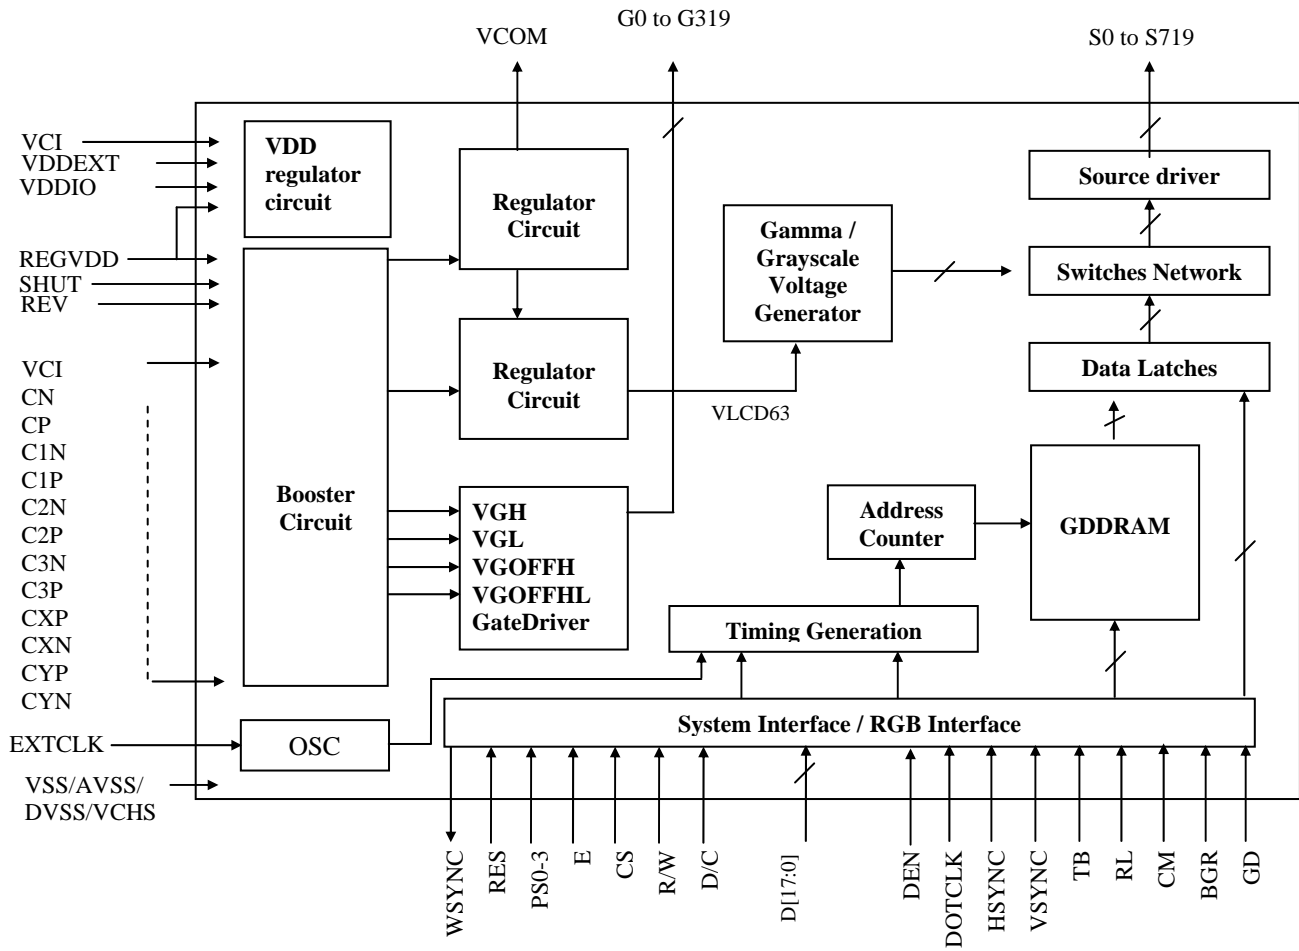 G0 to G319
S0 to S719
VCOM
VCI
VDDEXT
VDDIO
REGVDD
SHUT
REV
VCI
CN
CP
C1N
C1P
C2N
C2P
C3N
C3P
CXP
CXN
CYP
CYN
EXTCLK
VSS/AVSS/
DVSS/VCHS
VDD
regulator
circuit
Booster
Circuit
OSC
Regulator
Circuit
Regulator
Circuit
VGH
VGL
VGOFFH
VGOFFHL
GateDriver
VLCD63
Gamma /
Grayscale
Voltage
Generator
Source driver
Switches Network
Data Latches
Address
Counter
GDDRAM
Timing Generation
System Interface / RGB Interface
WSYNC
RES
PS0-3
E
CS
R/W
D/C
D[17:0]
DEN
DOTCLK
HSYNC
VSYNC
TB
RL
CM
BGR
GD